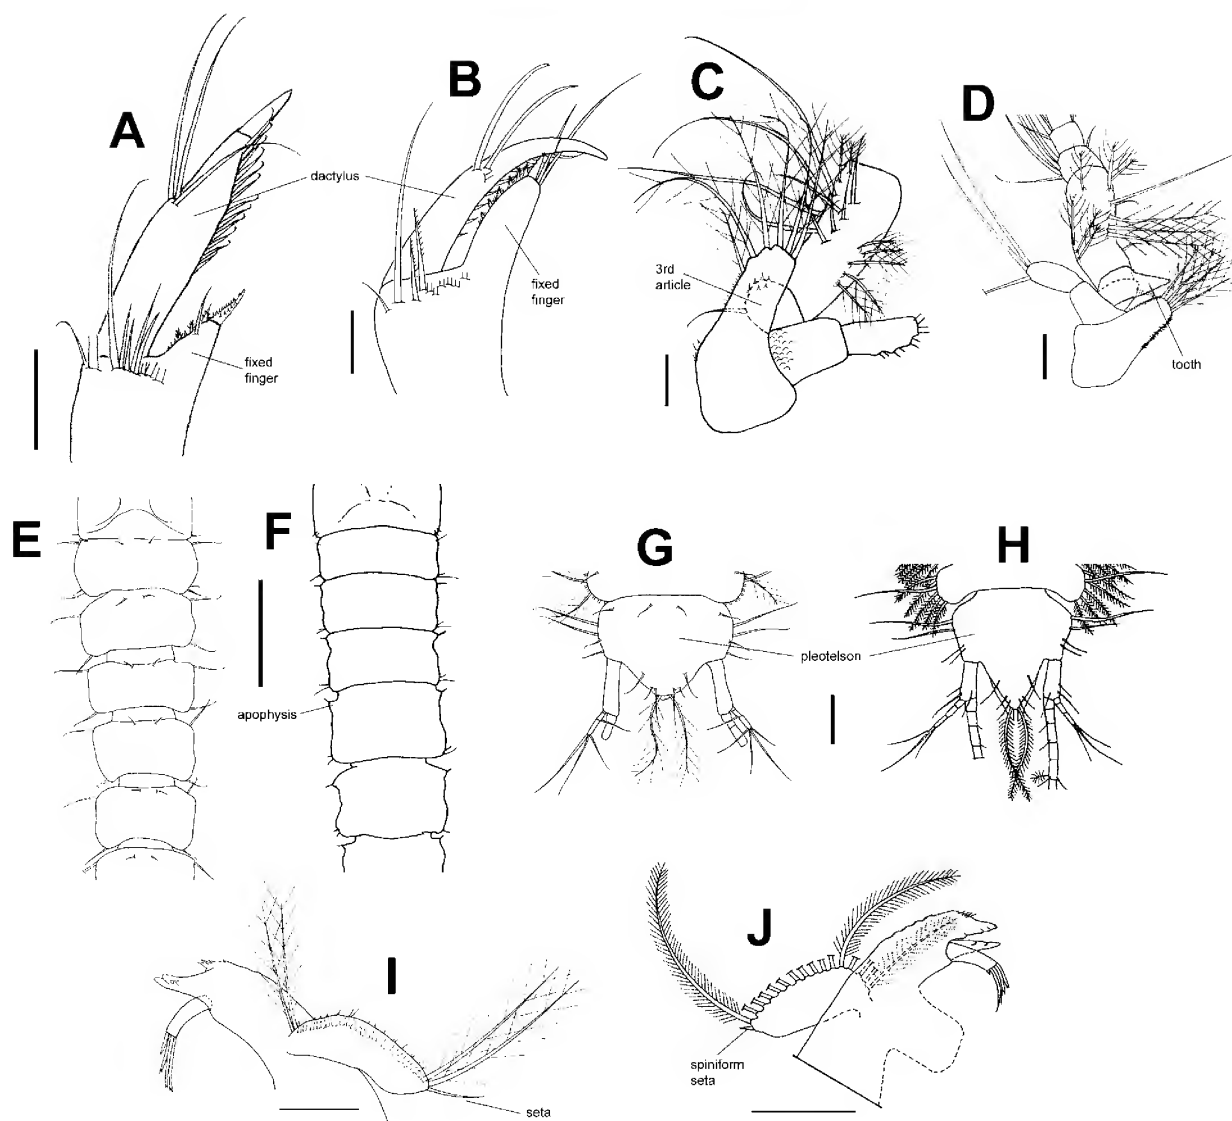 A
B
C
D
dactylus
fixed
finger
fixed
finger
3rd
article
tooth
E
F
G
H
apophysis
pleotelson
I
J
seta
spiniform
seta